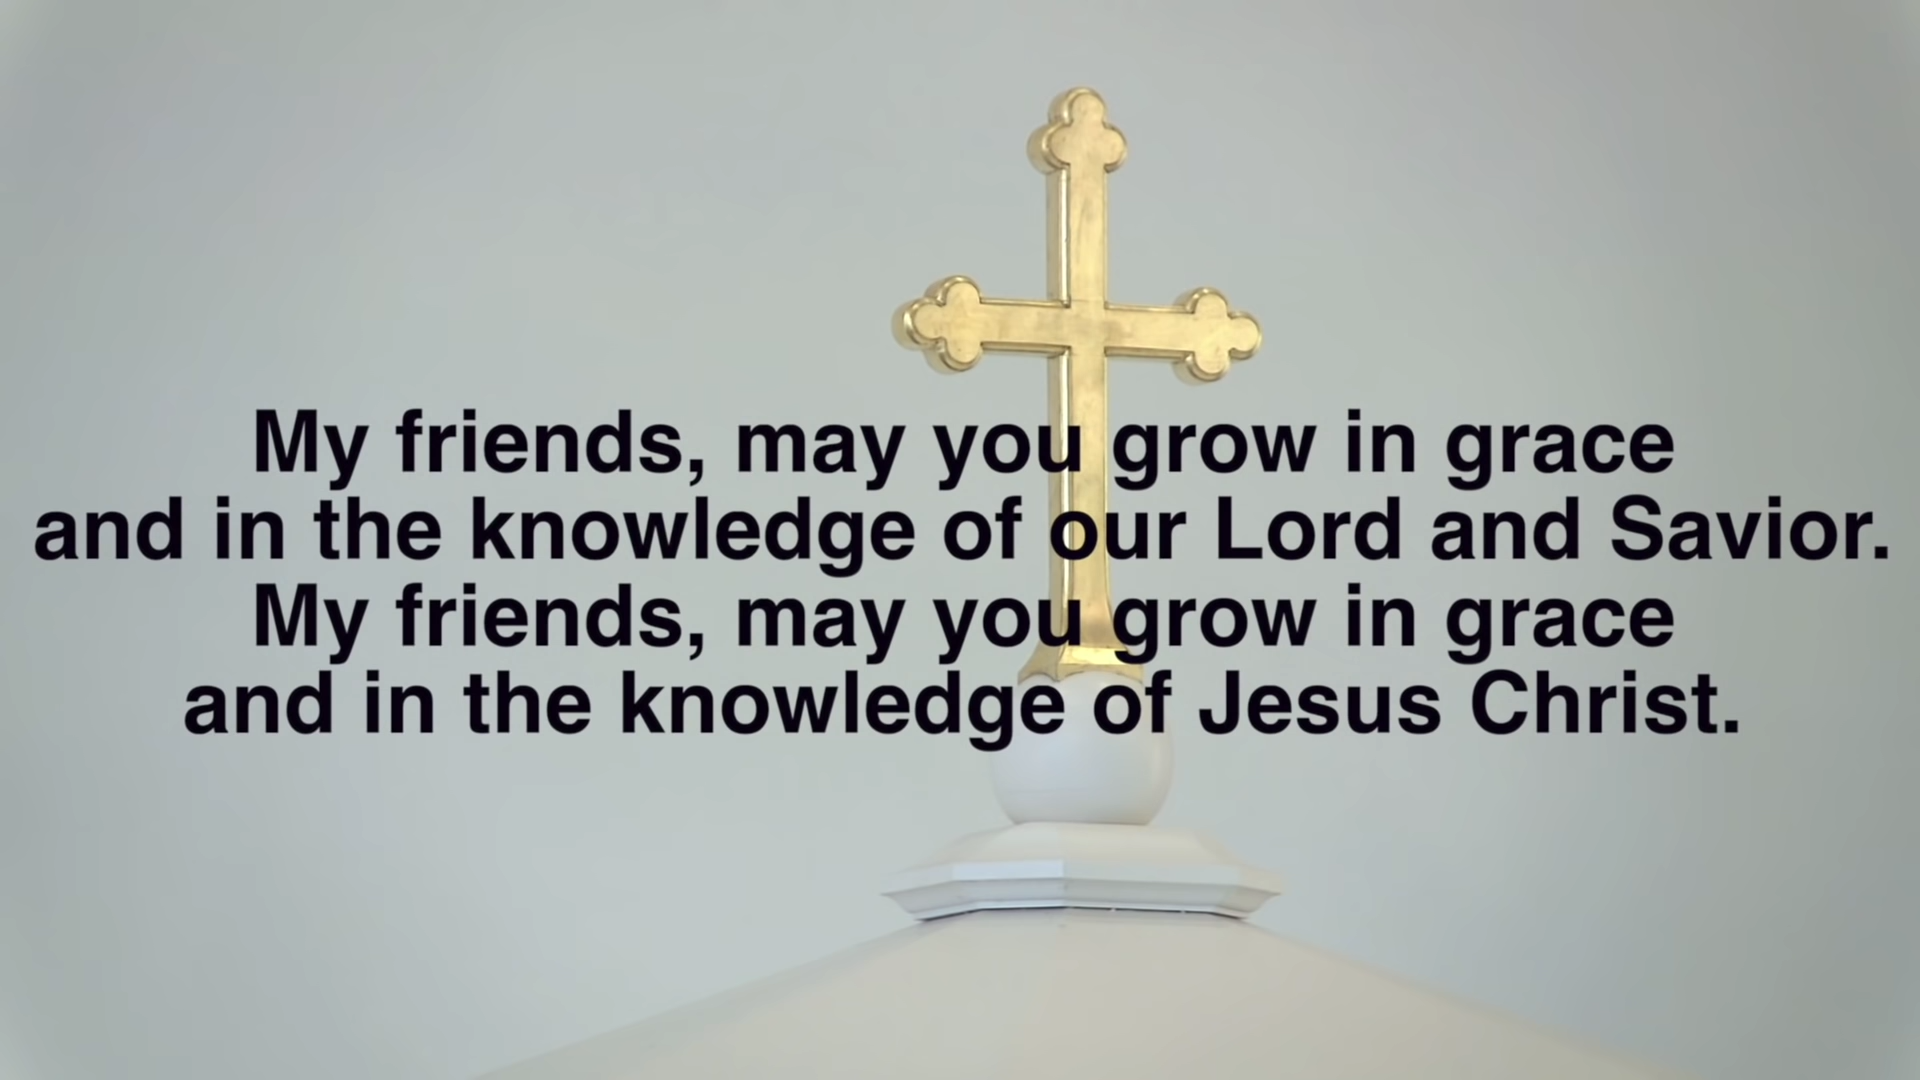 My friends, may you grow in grace
and in the knowledge of our Lord and Savior.
My friends, may you grow in grace
and in the knowledge of Jesus Christ.